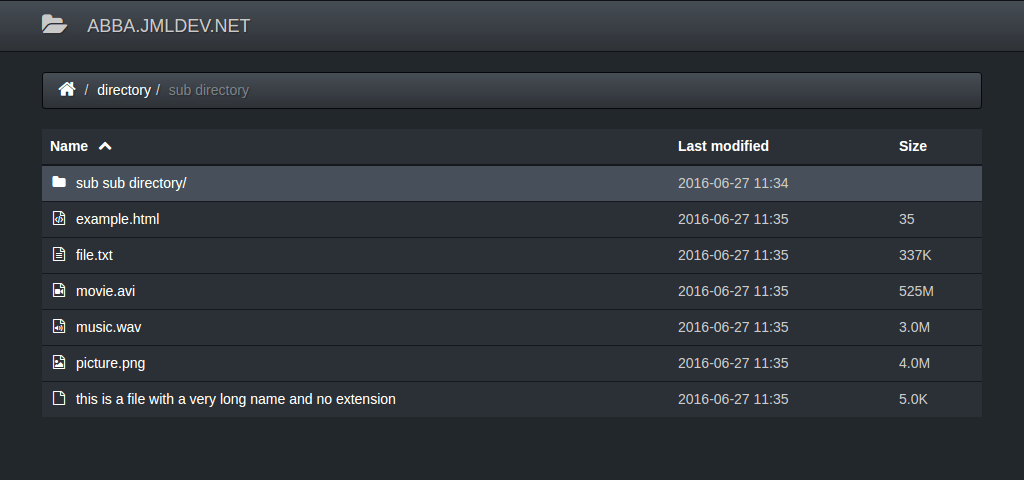 ABBA.JMLDEV.NET
/ directory / sub directory
Name Last modified Size
sub sub directory/ 2016-06-27 11:34
example.html 2016-06-27 11:35 35
file.txt 2016-06-27 11:35 337K
movie.avi 2016-06-27 11:35 525M
music.wav 2016-06-27 11:35 3.0M
picture.png 2016-06-27 11:35 4.0M
this is a file with a very long name and no extension 2016-06-27 11:35 5.0K